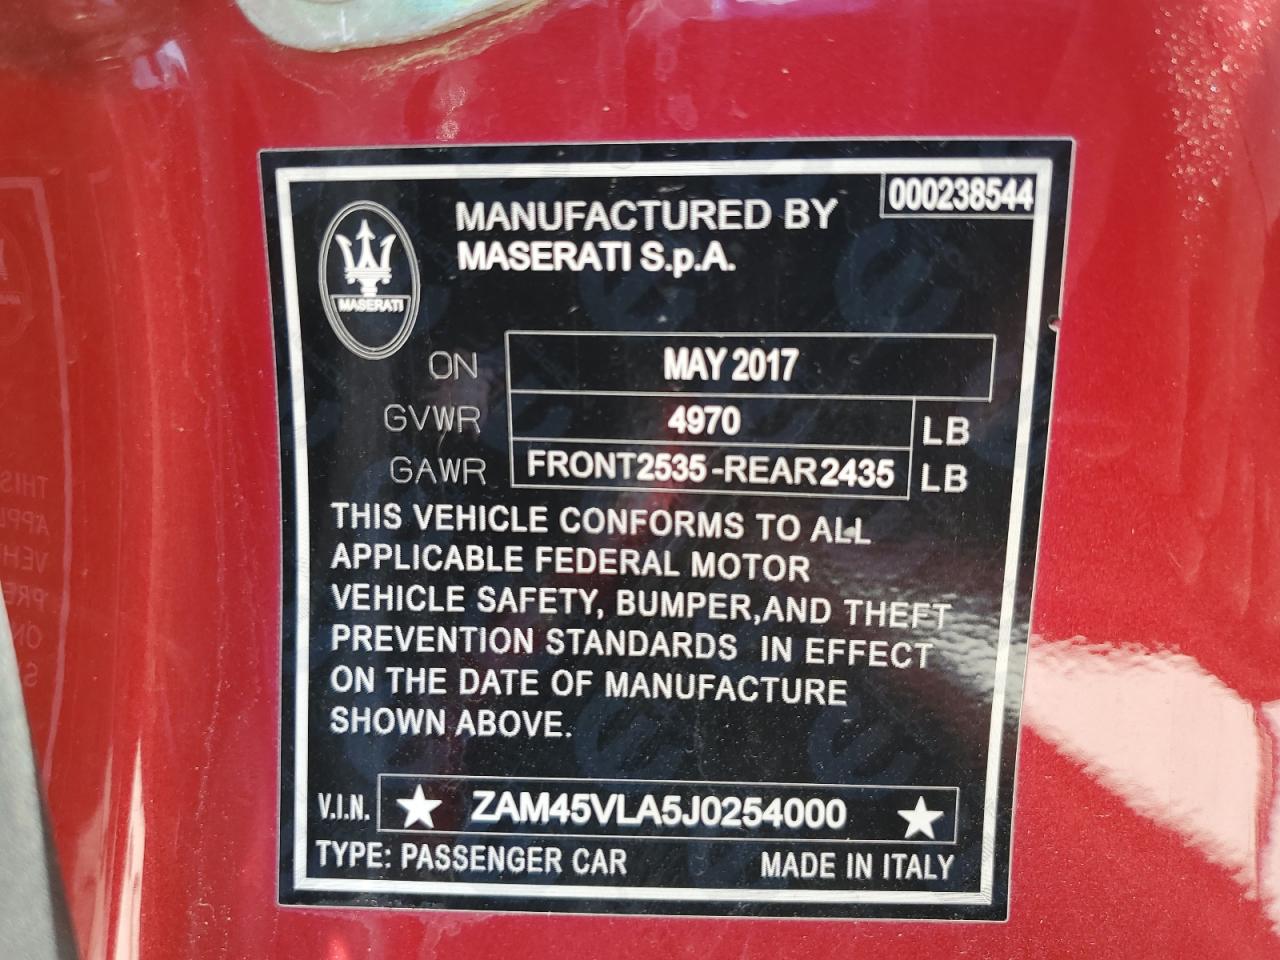 000238544
MANUFACTURED BY
MASERATI S.p.A.
MASERATI
ON MAY 2017
GVWR 4970 LB
GAWR FRONT2535-REAR2435 LB
THIS VEHICLE CONFORMS TO ALL
APPLICABLE FEDERAL MOTOR
VEHICLE SAFETY, BUMPER,AND THEFT
PREVENTION STANDARDS IN EFFECT
ON THE DATE OF MANUFACTURE
SHOWN ABOVE.
V.I.N. ★ ZAM45VLA5J0254000 ★
TYPE: PASSENGER CAR MADE IN ITALY